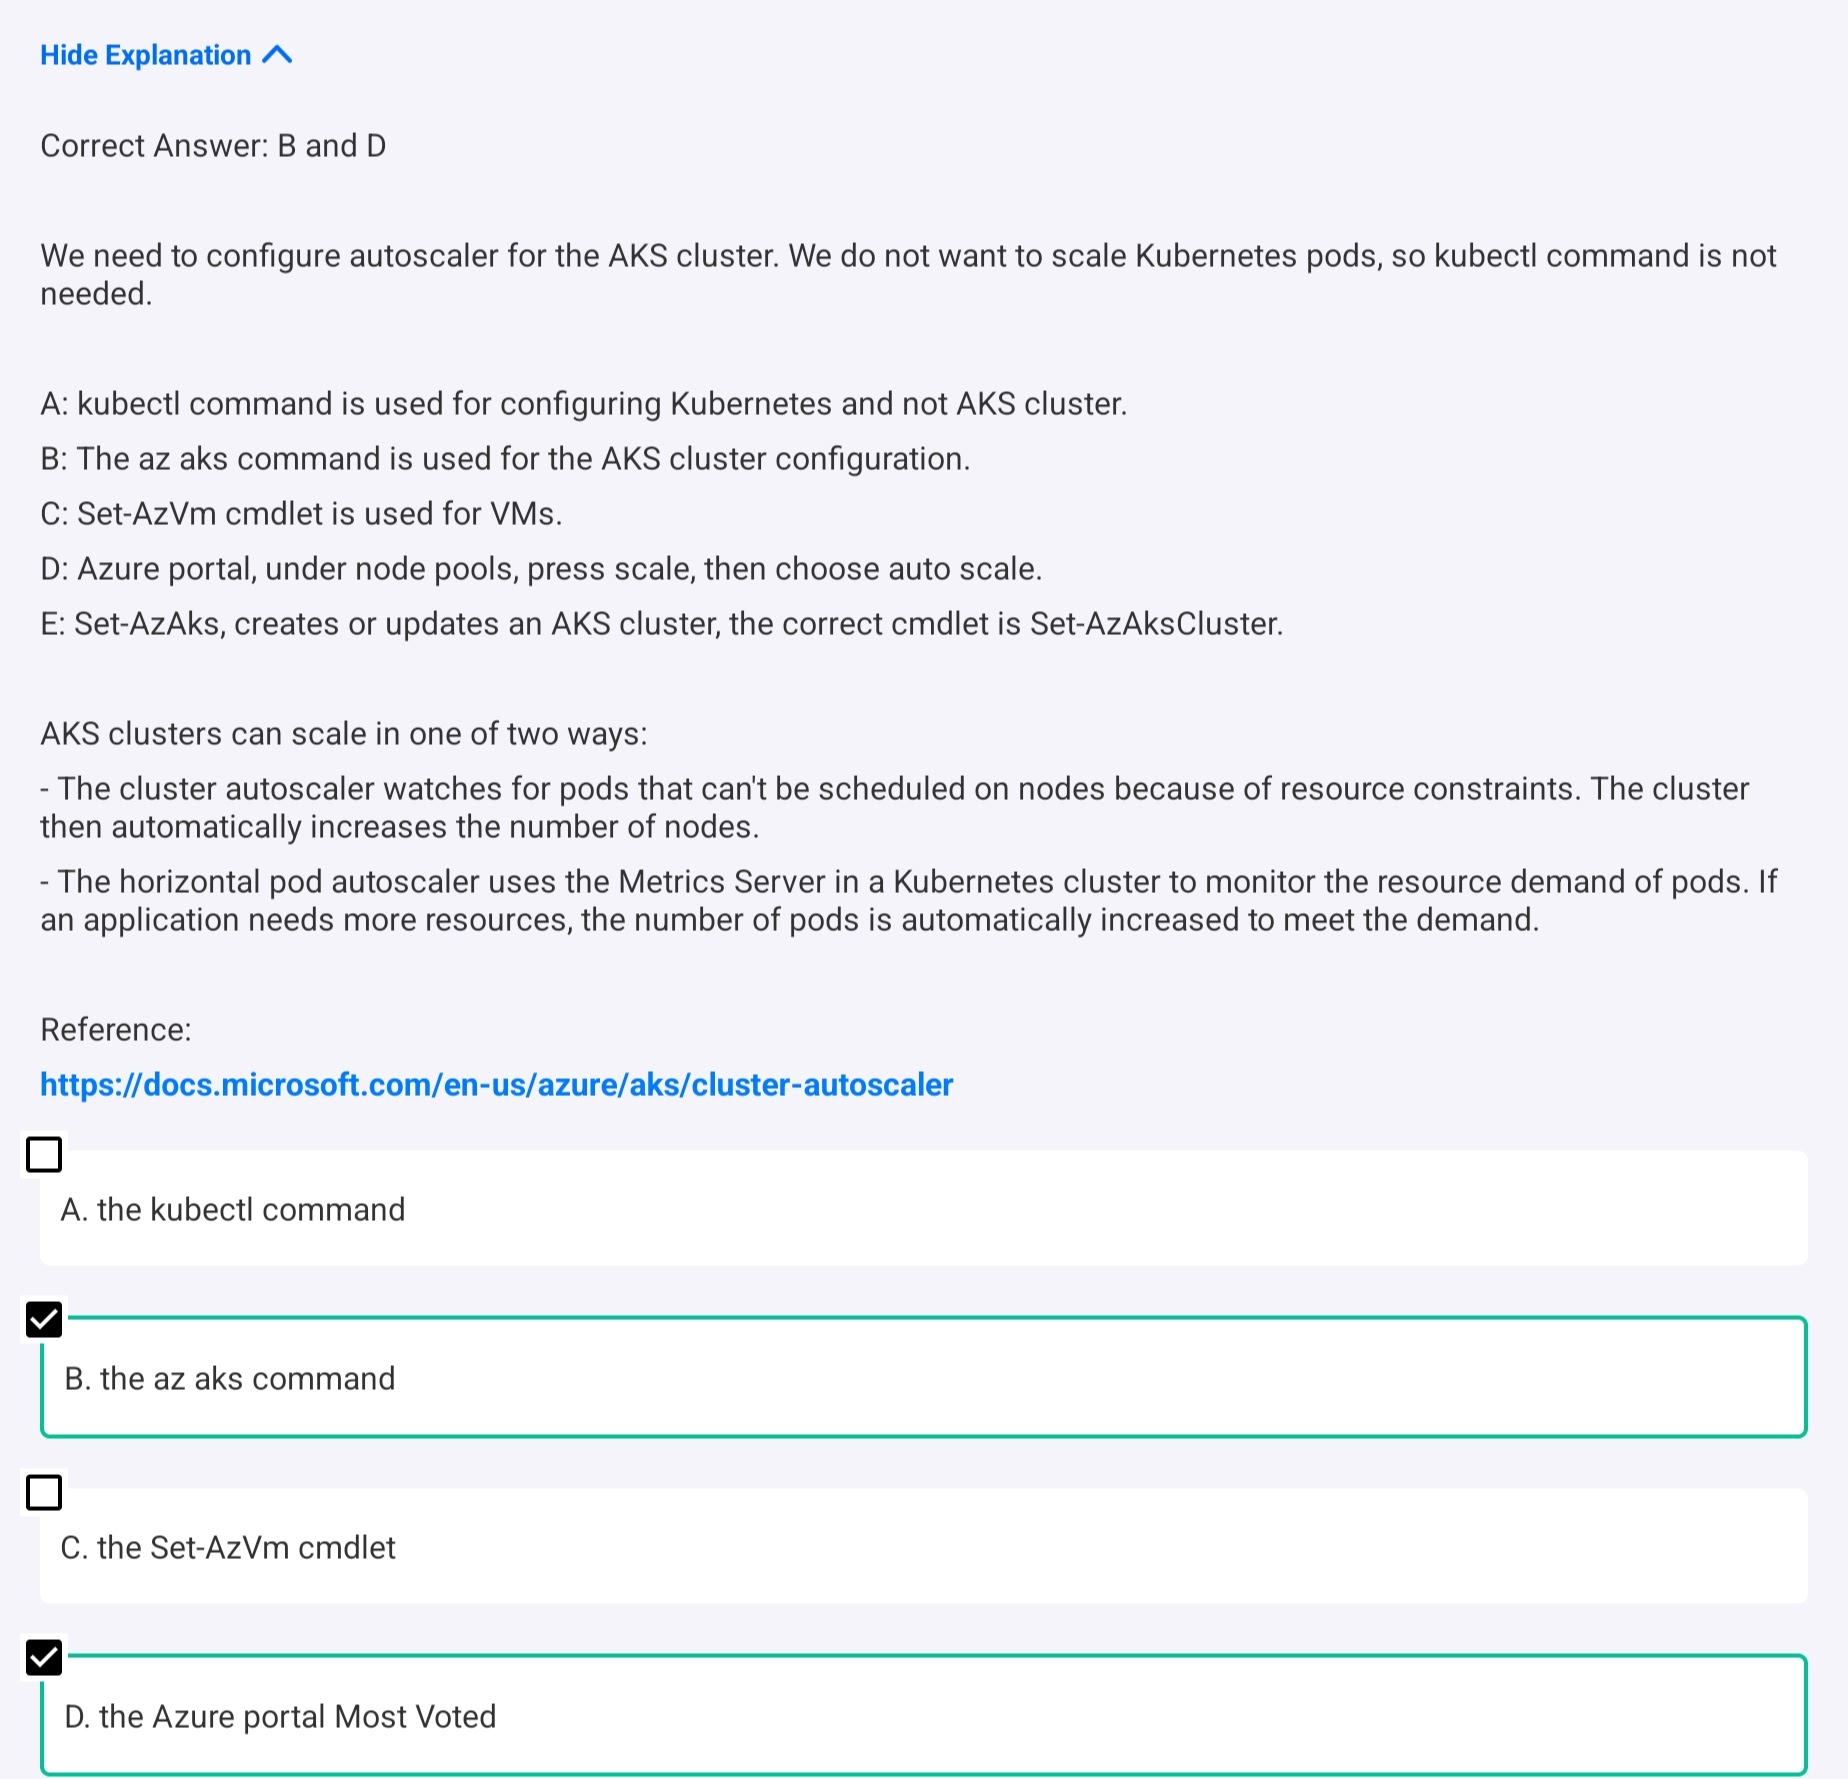 Hide Explanation
Correct Answer: B and D
We need to configure autoscaler for the AKS cluster. We do not want to scale Kubernetes pods, so kubectl command is not
needed.
A: kubectl command is used for configuring Kubernetes and not AKS cluster.
B: The az aks command is used for the AKS cluster configuration.
C: Set-AzVm cmdlet is used for VMs.
D: Azure portal, under node pools, press scale, then choose auto scale.
E: Set-AzAks, creates or updates an AKS cluster, the correct cmdlet is Set-AzAksCluster.
AKS clusters can scale in one of two ways:
- The cluster autoscaler watches for pods that can't be scheduled on nodes because of resource constraints. The cluster
then automatically increases the number of nodes.
- The horizontal pod autoscaler uses the Metrics Server in a Kubernetes cluster to monitor the resource demand of pods. If
an application needs more resources, the number of pods is automatically increased to meet the demand.
Reference:
https://docs.microsoft.com/en-us/azure/aks/cluster-autoscaler
A. the kubectl command
B. the az aks command
C. the Set-AzVm cmdlet
D. the Azure portal Most Voted